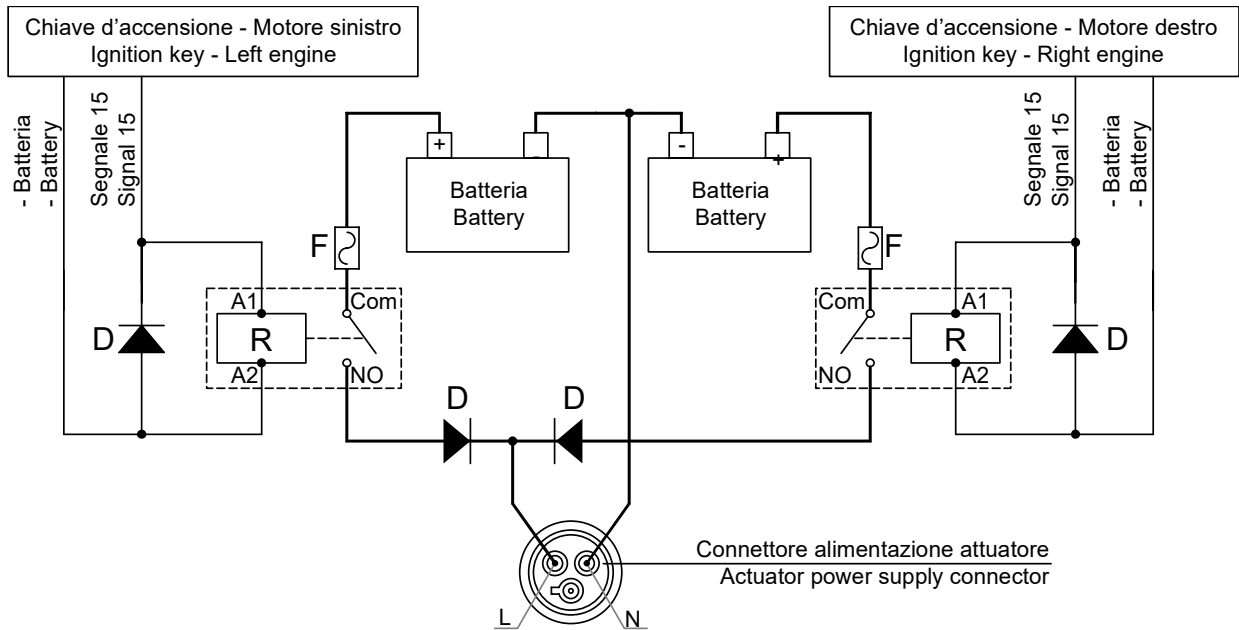 Chiave d'accensione - Motore sinistro
Ignition key - Left engine
Chiave d'accensione - Motore destro
Ignition key - Right engine
- Batteria
- Battery
Segnale 15
Signal 15
Segnale 15
Signal 15
- Batteria
- Battery
+
-
-
+
Batteria
Battery
Batteria
Battery
F
F
A1
Com
Com
A1
D
R
R
D
A2
NO
NO
A2
D
D
Connettore alimentazione attuatore
Actuator power supply connector
L
N